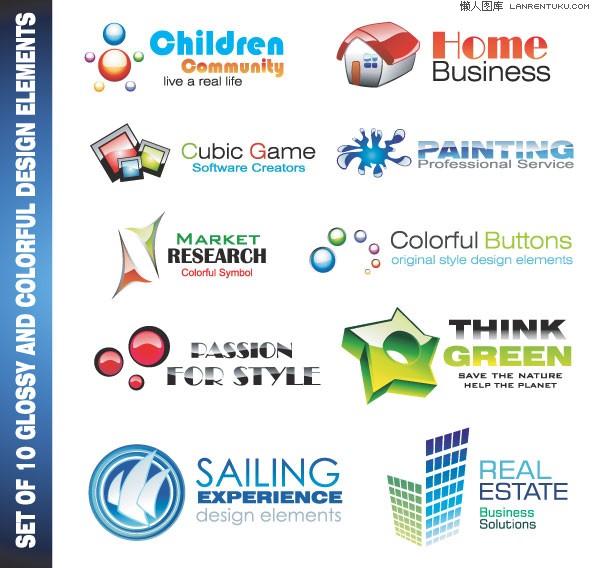 懒人图库 LANRENTUKU.COM
SET OF 10 GLOSSY AND COLORFUL DESIGN ELEMENTS
Children
Community
live a real life
Home
Business
Cubic Game
Software Creators
PAINTING
Professional Service
MARKET
RESEARCH
Colorful Symbol
Colorful Buttons
original style design elements
PASSION
FOR STYLE
THINK
GREEN
SAVE THE NATURE
HELP THE PLANET
SAILING
EXPERIENCE
design elements
REAL
ESTATE
Business
Solutions